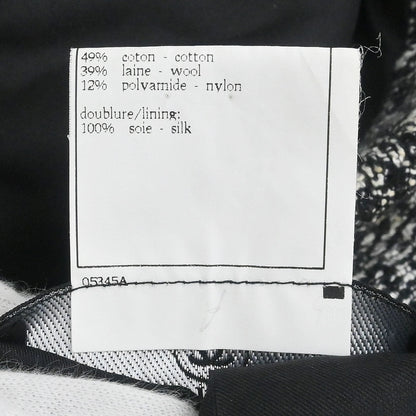 49% coton - cotton
39% laine - wool
12% polyamide - nylon
doublure/lining:
100% soie - silk
05345A